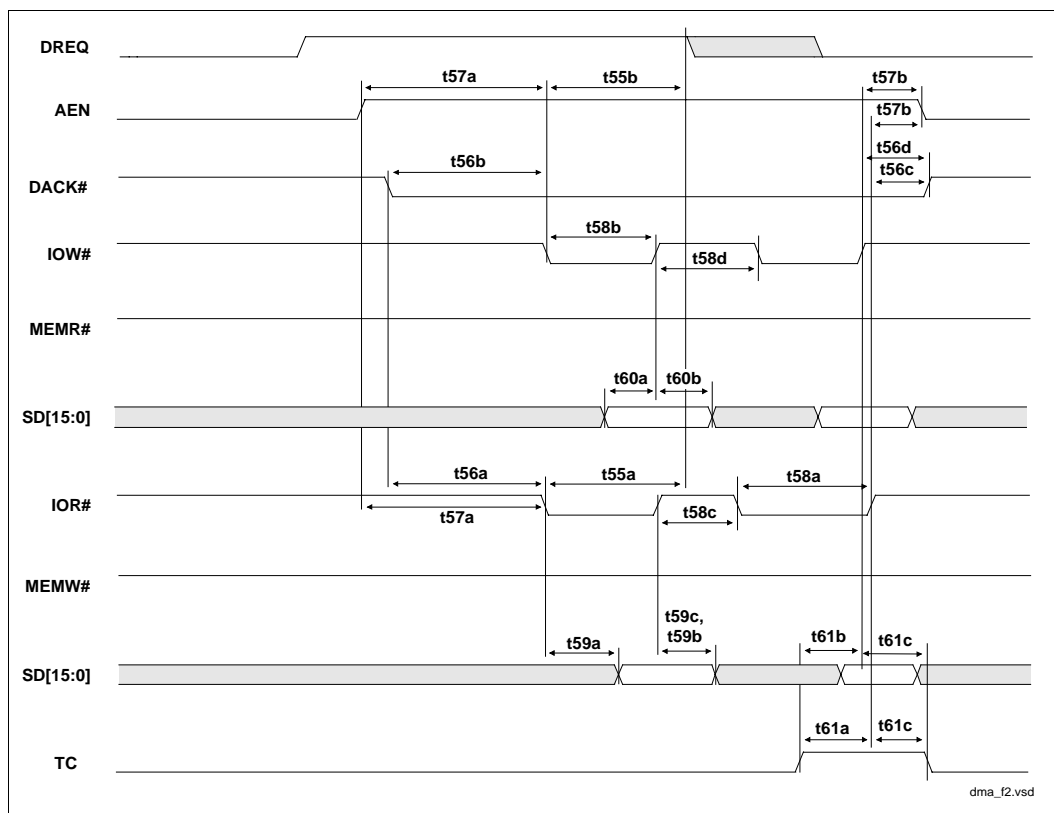 DREQ
t57a
t55b
t57b
AEN
t57b
t56d
t56b
t56c
DACK#
t58b
IOW#
t58d
MEMR#
t60a
t60b
SD[15:0]
t56a
t55a
t58a
IOR#
t57a
t58c
MEMW#
t59c,
t59b
t61b
t61c
t59a
SD[15:0]
t61a
t61c
TC
dma_f2.vsd